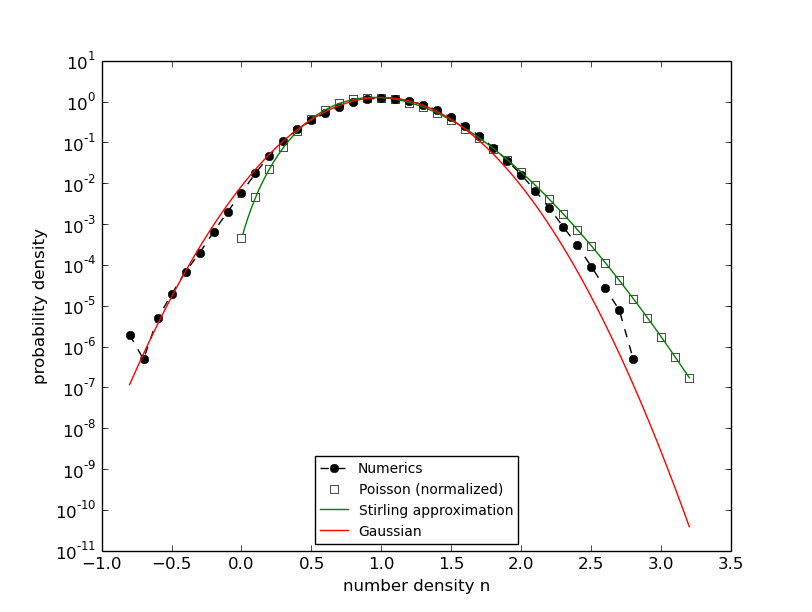 10^1
10^0
10^-1
10^-2
10^-3
10^-4
10^-5
10^-6
10^-7
10^-8
10^-9
10^-10
10^-11
probability density
Numerics
Poisson (normalized)
Stirling approximation
Gaussian
−1.0 −0.5 0.0 0.5 1.0 1.5 2.0 2.5 3.0 3.5
number density n